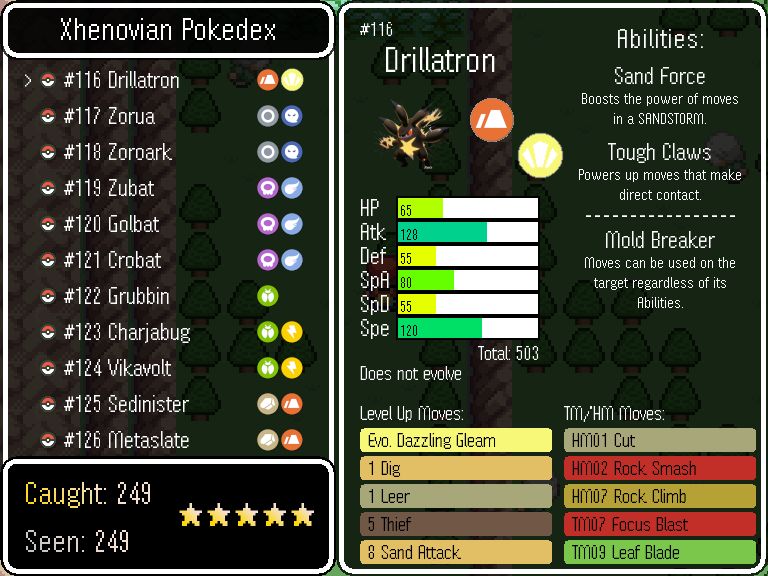 Xhenovian Pokedex
> #116 Drillatron
#117 Zorua
#118 Zoroark
#119 Zubat
#120 Golbat
#121 Crobat
#122 Grubbin
#123 Charjabug
#124 Vikavolt
#125 Sedinister
#126 Metaslate
Caught: 249
Seen: 249
#116
Drillatron
HP 65
Atk 128
Def 55
SpA 80
SpD 55
Spe 120
Total: 503
Does not evolve
Abilities:
Sand Force
Boosts the power of moves
in a SANDSTORM.
Tough Claws
Powers up moves that make
direct contact.
Mold Breaker
Moves can be used on the
target regardless of its
Abilities.
Level Up Moves:
Evo. Dazzling Gleam
1 Dig
1 Leer
5 Thief
8 Sand Attack
TM/HM Moves:
HM01 Cut
HM02 Rock Smash
HM07 Rock Climb
TM07 Focus Blast
TM09 Leaf Blade